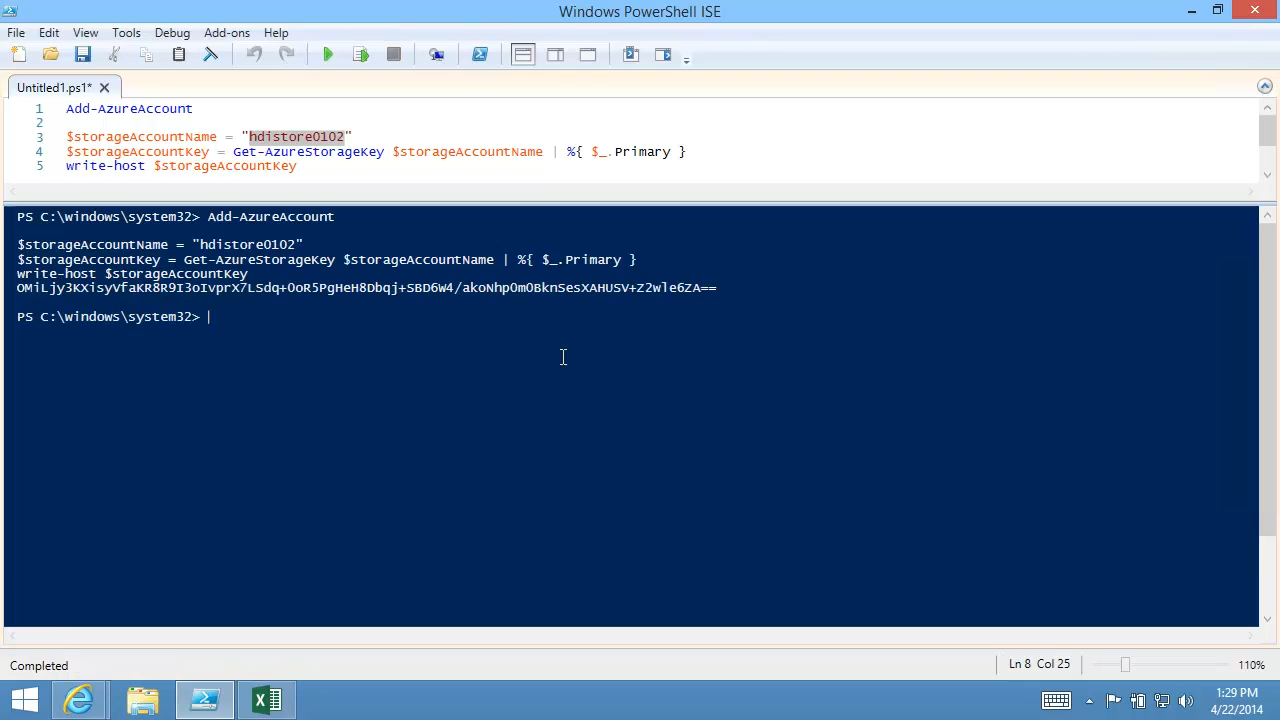 Windows PowerShell ISE
File Edit View Tools Debug Add-ons Help
Untitled1.ps1*
1 Add-AzureAccount
2
3 $storageAccountName = "hdistore0102"
4 $storageAccountKey = Get-AzureStorageKey $storageAccountName | %{ $_.Primary }
5 write-host $storageAccountKey
PS C:\windows\system32> Add-AzureAccount
$storageAccountName = "hdistore0102"
$storageAccountKey = Get-AzureStorageKey $storageAccountName | %{ $_.Primary }
write-host $storageAccountKey
PS C:\windows\system32>
Completed
Ln 8 Col 25
110%
1:29 PM
4/22/2014